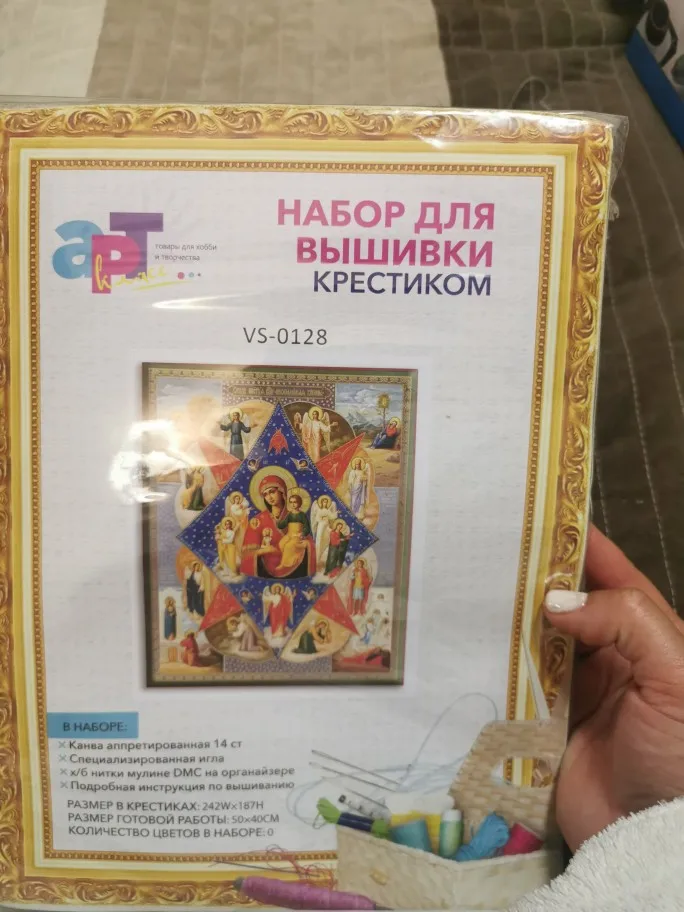 арт
класс
товары для хобби
и творчества
НАБОР ДЛЯ
ВЫШИВКИ
КРЕСТИКОМ
VS-0128
В НАБОРЕ:
Канва аппретированная 14 ст
Специализированная игла
х/б нитки мулине DMC на органайзере
Подробная инструкция по вышиванию
РАЗМЕР В КРЕСТИКАХ: 242W×187H
РАЗМЕР ГОТОВОЙ РАБОТЫ: 50×40СМ
КОЛИЧЕСТВО ЦВЕТОВ В НАБОРЕ: 0